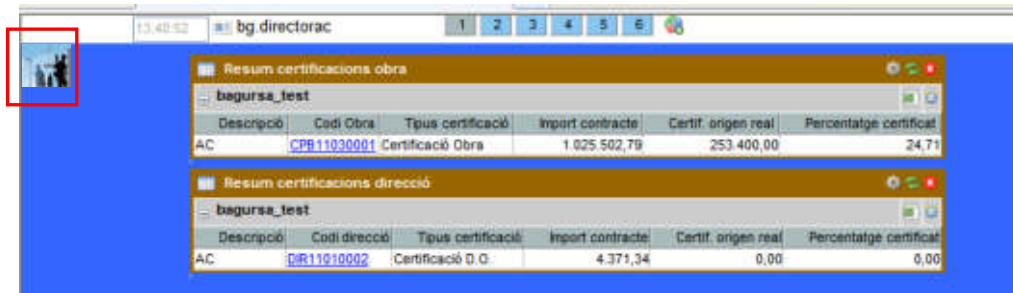 13:40:52 bg.directorac 1 2 3 4 5 6
Resum certificacions obra
bagursa_test
Descripció Codi Obra Tipus certificació Import contracte Certif. origen real Percentatge certificat
AC CPB11030001 Certificació Obra 1.025.502,79 253.400,00 24,71
Resum certificacions direcció
bagursa_test
Descripció Codi direcció Tipus certificació Import contracte Certif. origen real Percentatge certificat
AC DIR11010002 Certificació D.O. 4.371,34 0,00 0,00